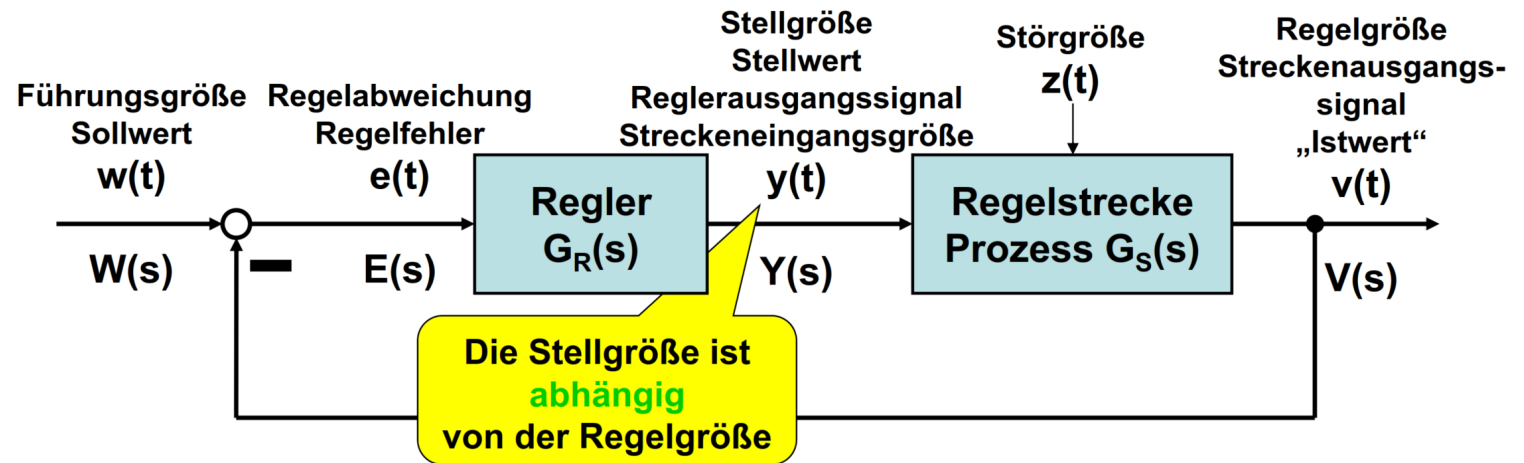 Führungsgröße
Sollwert
w(t)
W(s)
Regelabweichung
Regelfehler
e(t)
E(s)
Regler
G_R(s)
Stellgröße
Stellwert
Reglerausgangssignal
Streckeneingangsgröße
y(t)
Y(s)
Störgröße
z(t)
Regelstrecke
Prozess G_S(s)
Regelgröße
Streckenausgangs-
signal
„Istwert“
v(t)
V(s)
Die Stellgröße ist
abhängig
von der Regelgröße